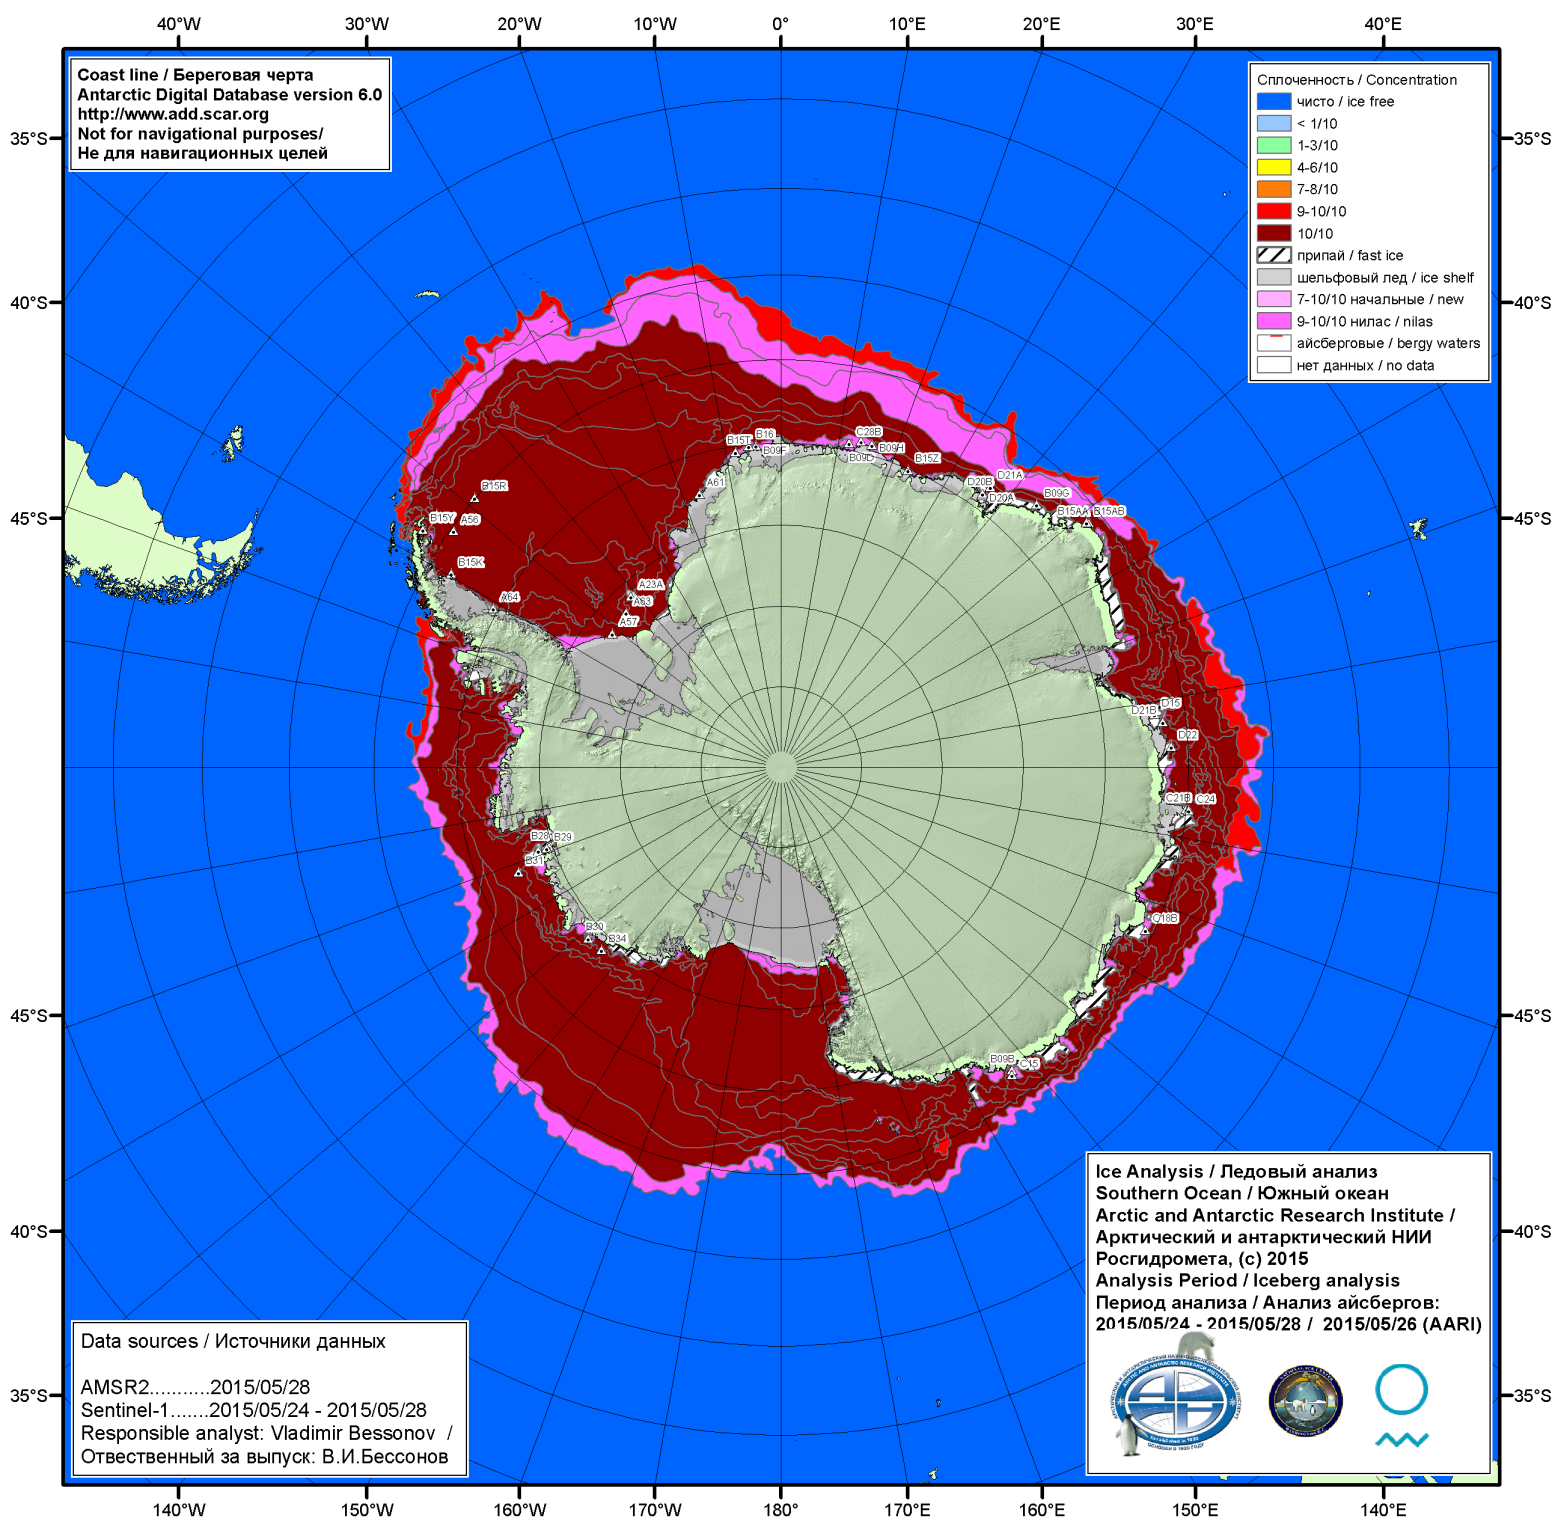 40°W 30°W 20°W 10°W 0° 10°E 20°E 30°E 40°E
Coast line / Береговая черта
Antarctic Digital Database version 6.0
http://www.add.scar.org
Not for navigational purposes/
Не для навигационных целей
Сплоченность / Concentration
чисто / ice free
< 1/10
1-3/10
4-6/10
7-8/10
9-10/10
10/10
припай / fast ice
шельфовый лед / ice shelf
7-10/10 начальные / new
9-10/10 нилас / nilas
айсберговые / bergy waters
нет данных / no data
35°S 35°S
40°S 40°S
45°S 45°S
B15T
B16
B09F
C28B
B09D
B09H
B15Z
A61
D20B
D21A
D20A
B09G
B15AA
B15AB
B15R
B15Y
A56
B15K
A64
A23A
A63
A57
D21B
D15
D22
C21B
C24
B28
B29
B31
C18B
B30
B34
B09B
C15
45°S 45°S
40°S 40°S
35°S 35°S
Ice Analysis / Ледовый анализ
Southern Ocean / Южный океан
Arctic and Antarctic Research Institute /
Арктический и антарктический НИИ
Росгидромета, (c) 2015
Analysis Period / Iceberg analysis
Период анализа / Анализ айсбергов:
2015/05/24 - 2015/05/28 / 2015/05/26 (AARI)
Data sources / Источники данных
AMSR2...........2015/05/28
Sentinel-1.......2015/05/24 - 2015/05/28
Responsible analyst: Vladimir Bessonov /
Отвественный за выпуск: В.И.Бессонов
140°W 150°W 160°W 170°W 180° 170°E 160°E 150°E 140°E